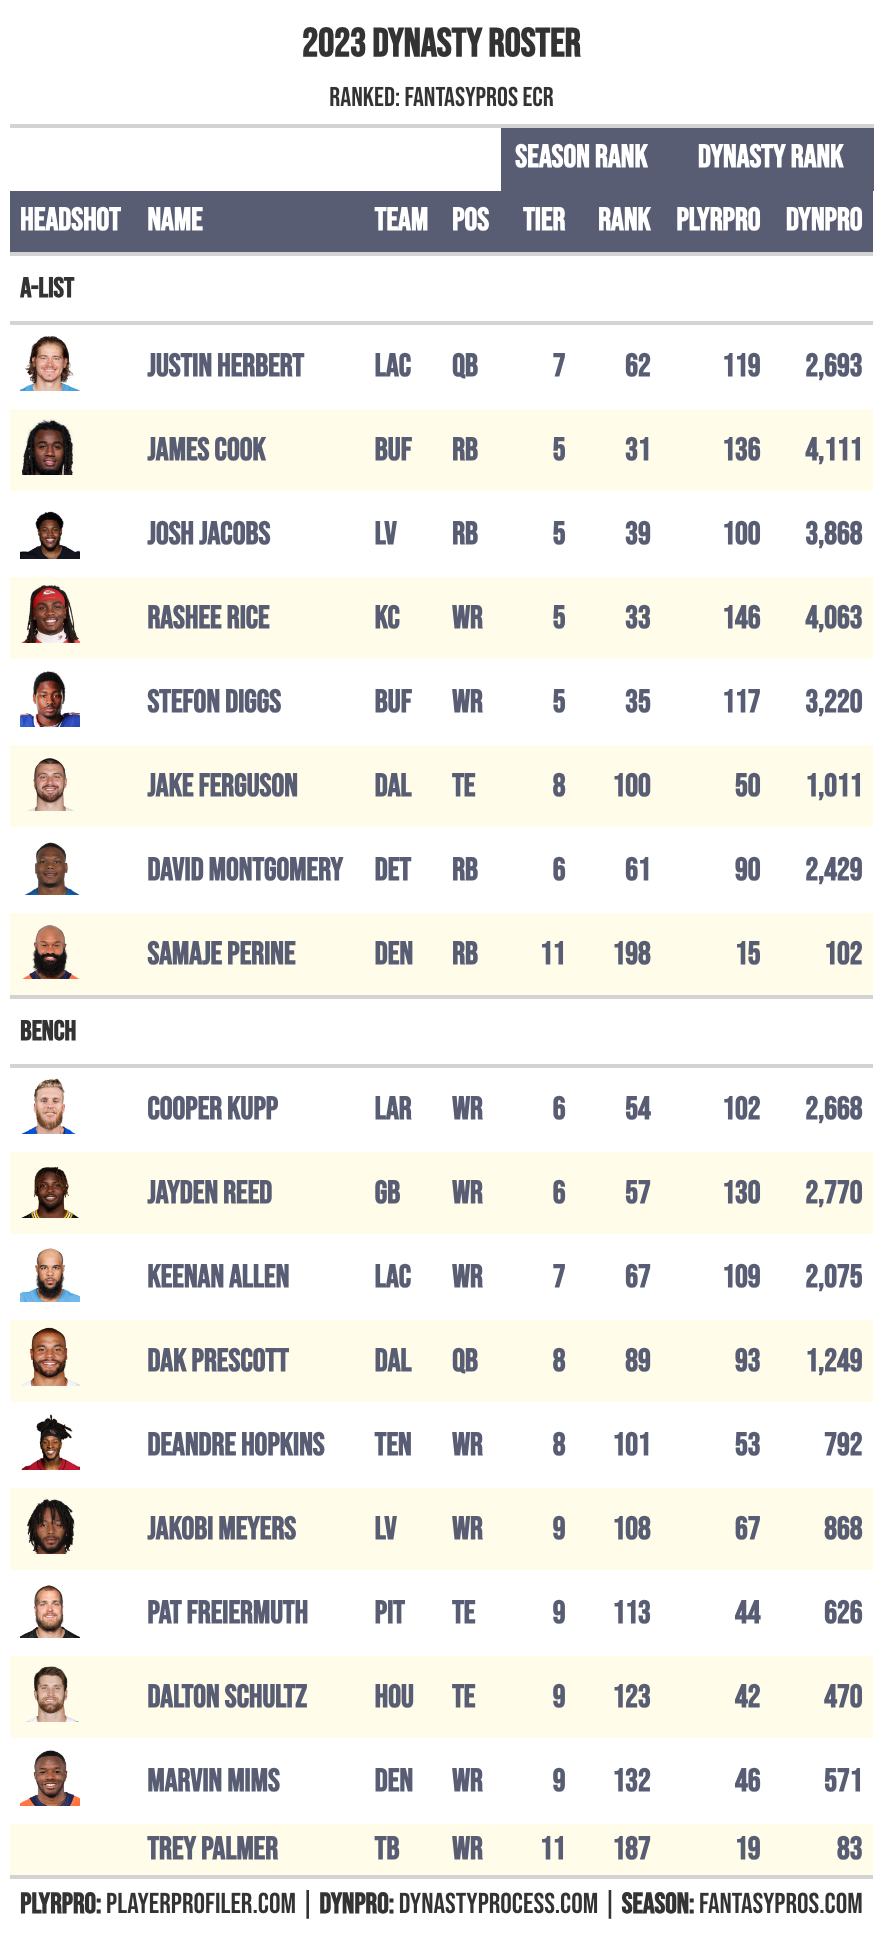 2023 DYNASTY ROSTER
RANKED: FANTASYPROS ECR
SEASON RANK DYNASTY RANK
HEADSHOT NAME TEAM POS TIER RANK PLYRPRO DYNPRO
A-LIST
JUSTIN HERBERT LAC QB 7 62 119 2,693
JAMES COOK BUF RB 5 31 136 4,111
JOSH JACOBS LV RB 5 39 100 3,868
RASHEE RICE KC WR 5 33 146 4,063
STEFON DIGGS BUF WR 5 35 117 3,220
JAKE FERGUSON DAL TE 8 100 50 1,011
DAVID MONTGOMERY DET RB 6 61 90 2,429
SAMAJE PERINE DEN RB 11 198 15 102
BENCH
COOPER KUPP LAR WR 6 54 102 2,668
JAYDEN REED GB WR 6 57 130 2,770
KEENAN ALLEN LAC WR 7 67 109 2,075
DAK PRESCOTT DAL QB 8 89 93 1,249
DEANDRE HOPKINS TEN WR 8 101 53 792
JAKOBI MEYERS LV WR 9 108 67 868
PAT FREIERMUTH PIT TE 9 113 44 626
DALTON SCHULTZ HOU TE 9 123 42 470
MARVIN MIMS DEN WR 9 132 46 571
TREY PALMER TB WR 11 187 19 83
PLYRPRO: PLAYERPROFILER.COM | DYNPRO: DYNASTYPROCESS.COM | SEASON: FANTASYPROS.COM